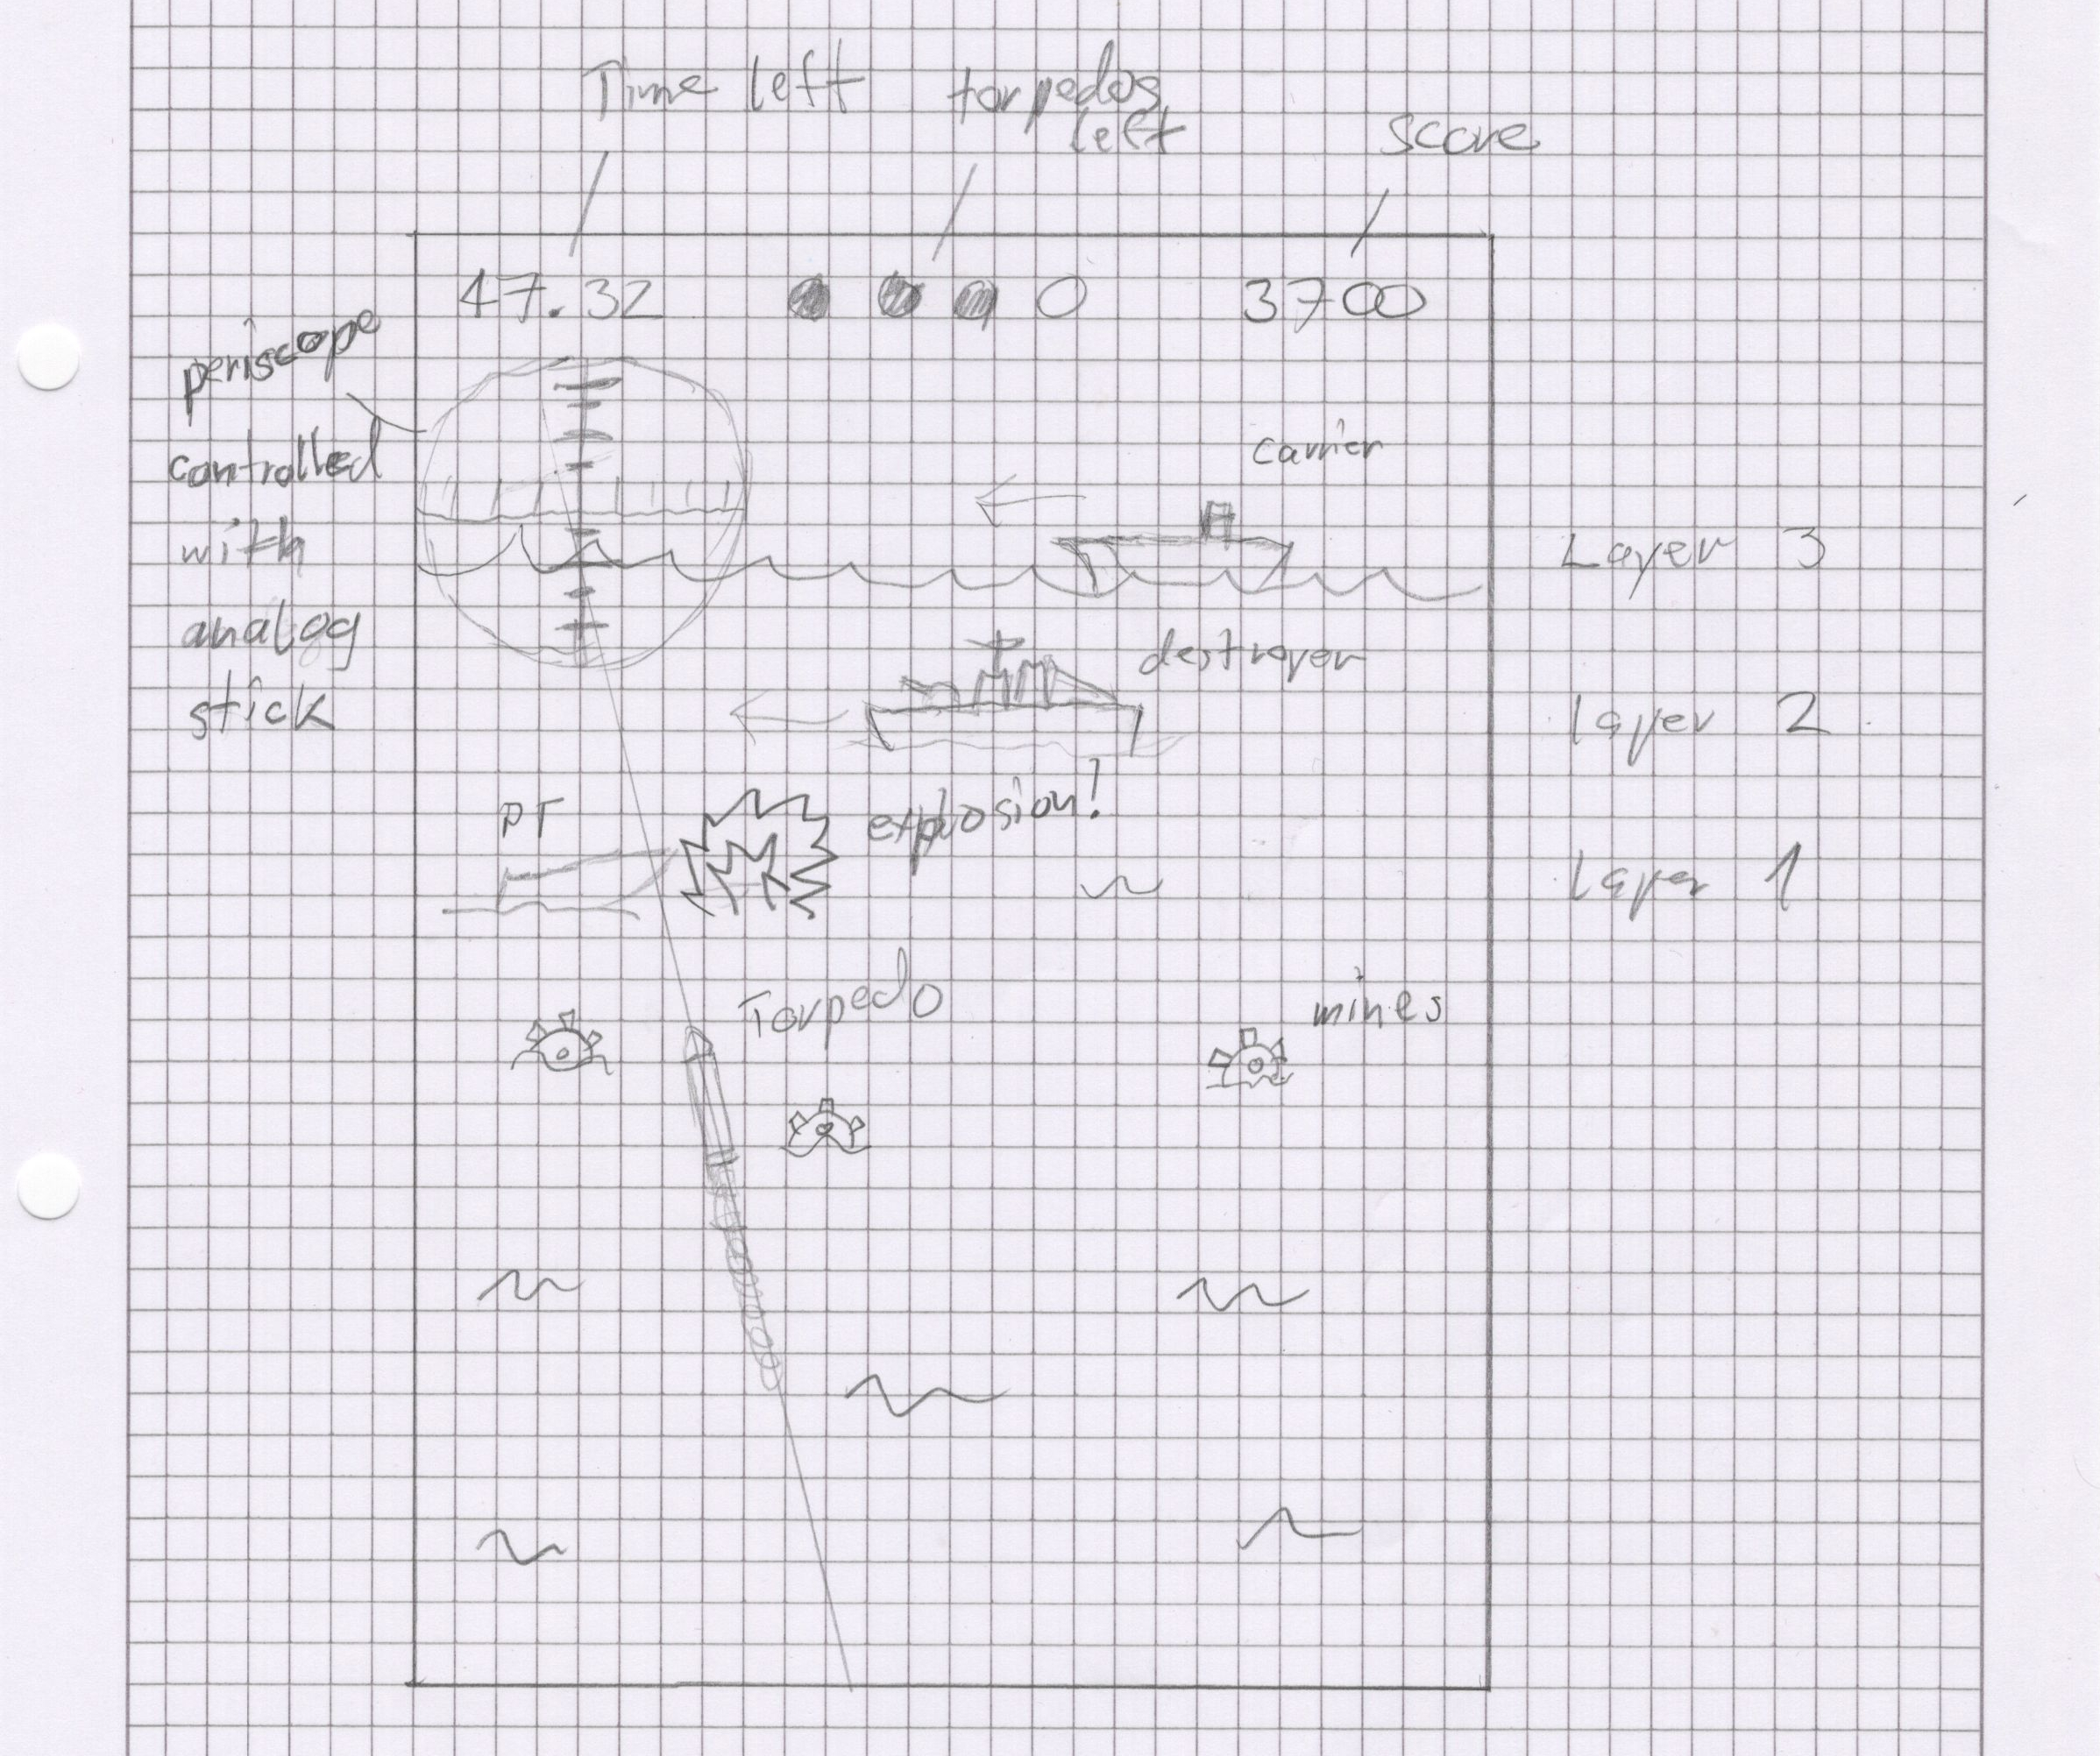 Time left
torpedos
left
score
47.32
3700
periscope
controlled
with
analog
stick
carrier
Layer 3
destroyer
layer 2
PT
explosion!
layer 1
Torpedo
mines